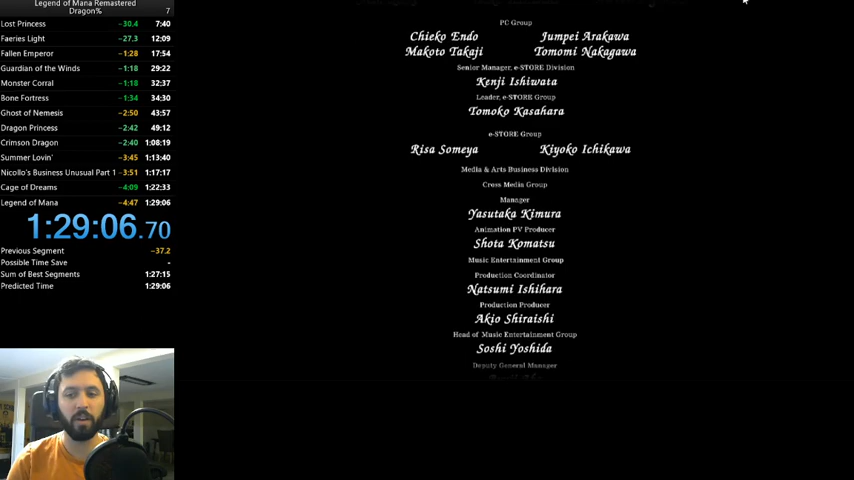 Legend of Mana Remastered
Dragon%
7
Lost Princess -30.4 7:40
Faeries Light -27.3 12:09
Fallen Emperor -1:28 17:54
Guardian of the Winds -1:18 29:22
Monster Corral -1:18 32:37
Bone Fortress -1:34 34:30
Ghost of Nemesis -2:50 43:57
Dragon Princess -2:42 49:12
Crimson Dragon -2:40 1:08:19
Summer Lovin' -3:45 1:13:40
Nicollo's Business Unusual Part 1 -3:51 1:17:17
Cage of Dreams -4:09 1:22:33
Legend of Mana -4:47 1:29:06
1:29:06.70
Previous Segment -37.2
Possible Time Save -
Sum of Best Segments 1:27:15
Predicted Time 1:29:06
PC Group
Chieko Endo Jumpei Arakawa
Makoto Takaji Tomomi Nakagawa
Senior Manager, e-STORE Division
Kenji Ishiwata
Leader, e-STORE Group
Tomoko Kasahara
e-STORE Group
Risa Someya Kiyoko Ichikawa
Media & Arts Business Division
Cross Media Group
Manager
Yasutaka Kimura
Animation PV Producer
Shota Komatsu
Music Entertainment Group
Production Coordinator
Natsumi Ishihara
Production Producer
Akio Shiraishi
Head of Music Entertainment Group
Soshi Yoshida
Deputy General Manager